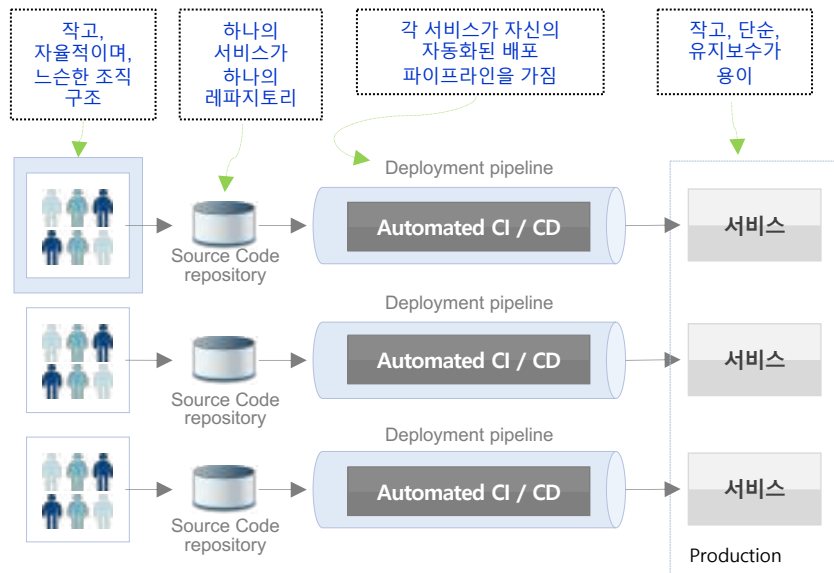 작고,
자율적이며,
느슨한 조직
구조
하나의
서비스가
하나의
레파지토리
각 서비스가 자신의
자동화된 배포
파이프라인을 가짐
작고, 단순,
유지보수가
용이
Deployment pipeline
Automated CI / CD
서비스
Source Code
repository
Deployment pipeline
Automated CI / CD
서비스
Source Code
repository
Deployment pipeline
Automated CI / CD
서비스
Source Code
repository
Production